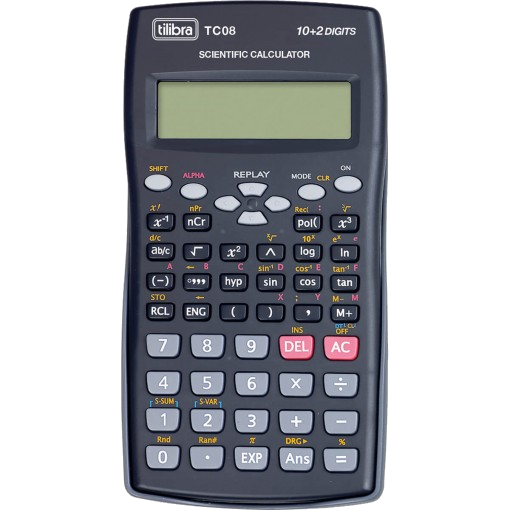 tilibra TC08 10+2 DIGITS
SCIENTIFIC CALCULATOR
SHIFT ALPHA REPLAY MODE CLR ON
x! nPr Rec( : ³√
x⁻¹ nCr pol( x³
d/c ˣ√ 10ˣ eˣ e
ab/c √ x² ^ log ln
A ← B C sin⁻¹ D cos⁻¹ E tan⁻¹ F
(−) °''' hyp sin cos tan
STO ← X ; Y M− M
RCL ENG ( ) , M+
INS OFF
7 8 9 DEL AC
4 5 6 × ÷
S-SUM S-VAR
1 2 3 + −
Rnd Ran# π DRG► %
0 . EXP Ans =